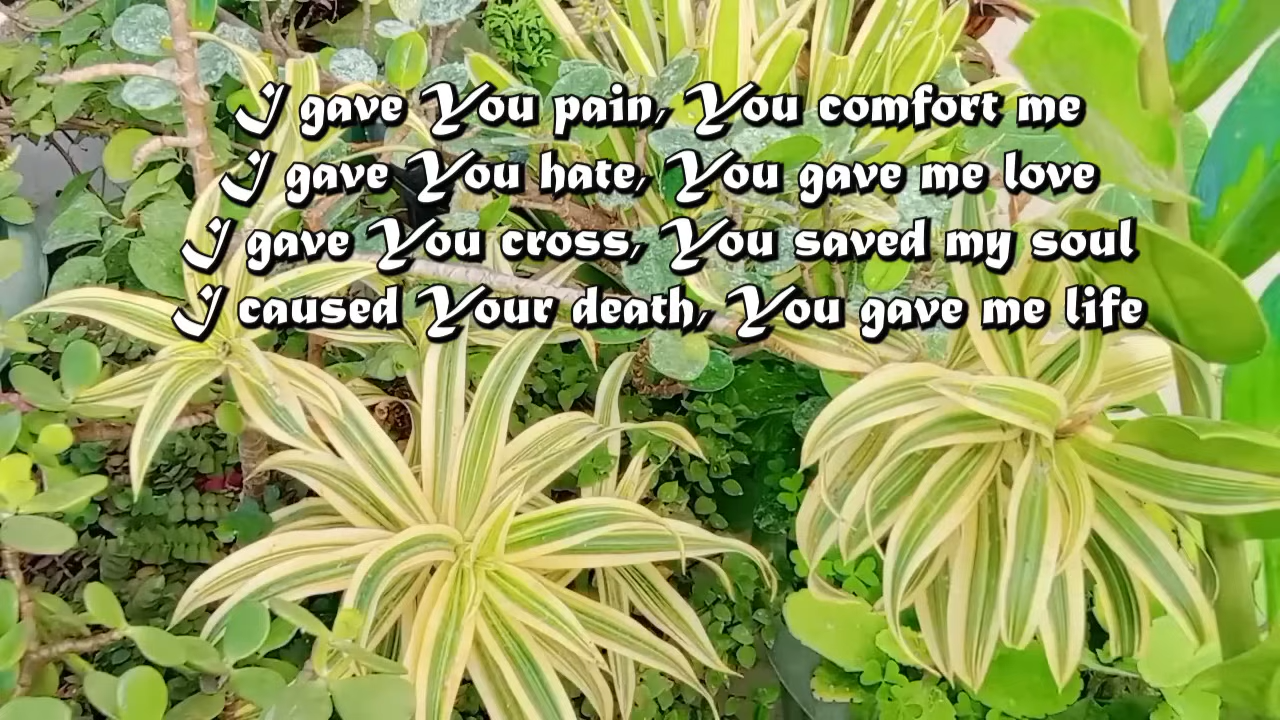 I gave You pain, You comfort me
I gave You hate, You gave me love
I gave You cross, You saved my soul
I caused Your death, You gave me life